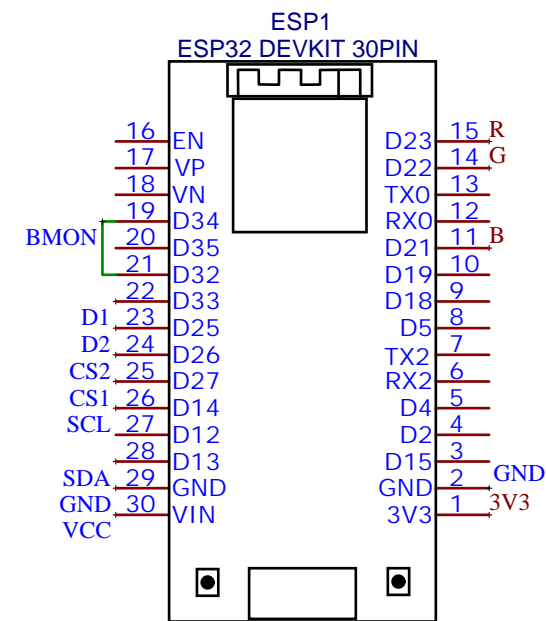 ESP1
ESP32 DEVKIT 30PIN
16 EN D23 15 R
17 VP D22 14 G
18 VN TX0 13
19 D34 RX0 12
BMON 20 D35 D21 11 B
21 D32 D19 10
22 D33 D18 9
D1 23 D25 D5 8
D2 24 D26 TX2 7
CS2 25 D27 RX2 6
CS1 26 D14 D4 5
SCL 27 D12 D2 4
28 D13 D15 3
SDA 29 GND GND 2 GND
GND 30 VIN 3V3 1 3V3
VCC